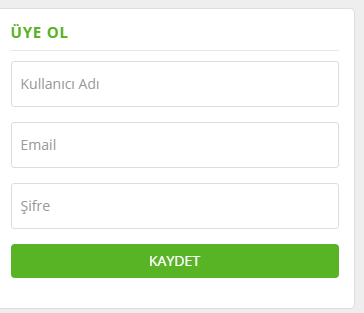 ÜYE OL
Kullanıcı Adı
Email
Şifre
KAYDET